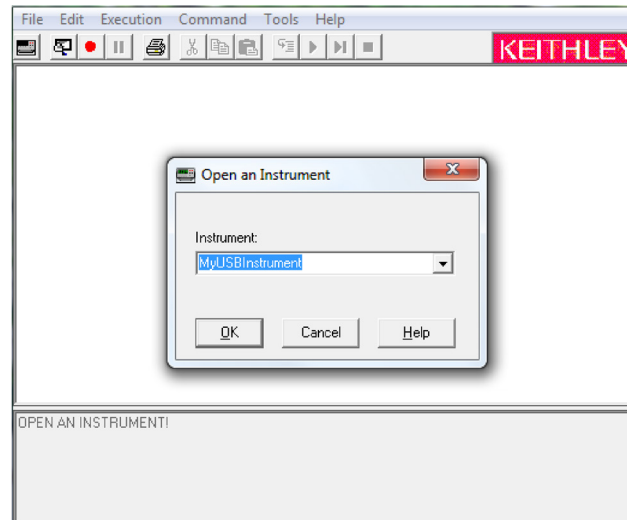 File Edit Execution Command Tools Help
KEITHLEY
Open an Instrument
Instrument:
MyUSBInstrument
OK Cancel Help
OPEN AN INSTRUMENT!